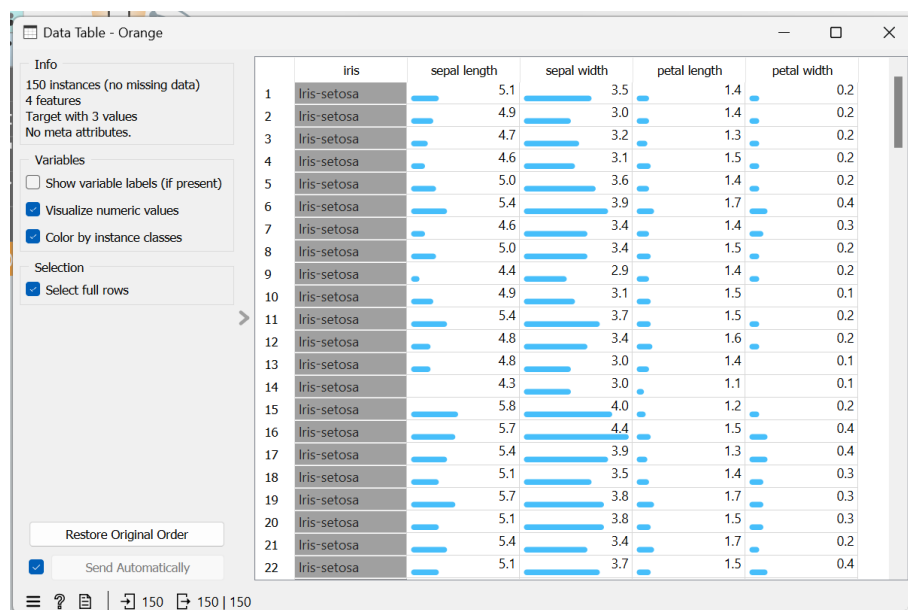 Data Table - Orange
Info
150 instances (no missing data)
4 features
Target with 3 values
No meta attributes.
Variables
Show variable labels (if present)
Visualize numeric values
Color by instance classes
Selection
Select full rows
Restore Original Order
Send Automatically
150 150 | 150
iris sepal length sepal width petal length petal width
1 Iris-setosa 5.1 3.5 1.4 0.2
2 Iris-setosa 4.9 3.0 1.4 0.2
3 Iris-setosa 4.7 3.2 1.3 0.2
4 Iris-setosa 4.6 3.1 1.5 0.2
5 Iris-setosa 5.0 3.6 1.4 0.2
6 Iris-setosa 5.4 3.9 1.7 0.4
7 Iris-setosa 4.6 3.4 1.4 0.3
8 Iris-setosa 5.0 3.4 1.5 0.2
9 Iris-setosa 4.4 2.9 1.4 0.2
10 Iris-setosa 4.9 3.1 1.5 0.1
11 Iris-setosa 5.4 3.7 1.5 0.2
12 Iris-setosa 4.8 3.4 1.6 0.2
13 Iris-setosa 4.8 3.0 1.4 0.1
14 Iris-setosa 4.3 3.0 1.1 0.1
15 Iris-setosa 5.8 4.0 1.2 0.2
16 Iris-setosa 5.7 4.4 1.5 0.4
17 Iris-setosa 5.4 3.9 1.3 0.4
18 Iris-setosa 5.1 3.5 1.4 0.3
19 Iris-setosa 5.7 3.8 1.7 0.3
20 Iris-setosa 5.1 3.8 1.5 0.3
21 Iris-setosa 5.4 3.4 1.7 0.2
22 Iris-setosa 5.1 3.7 1.5 0.4